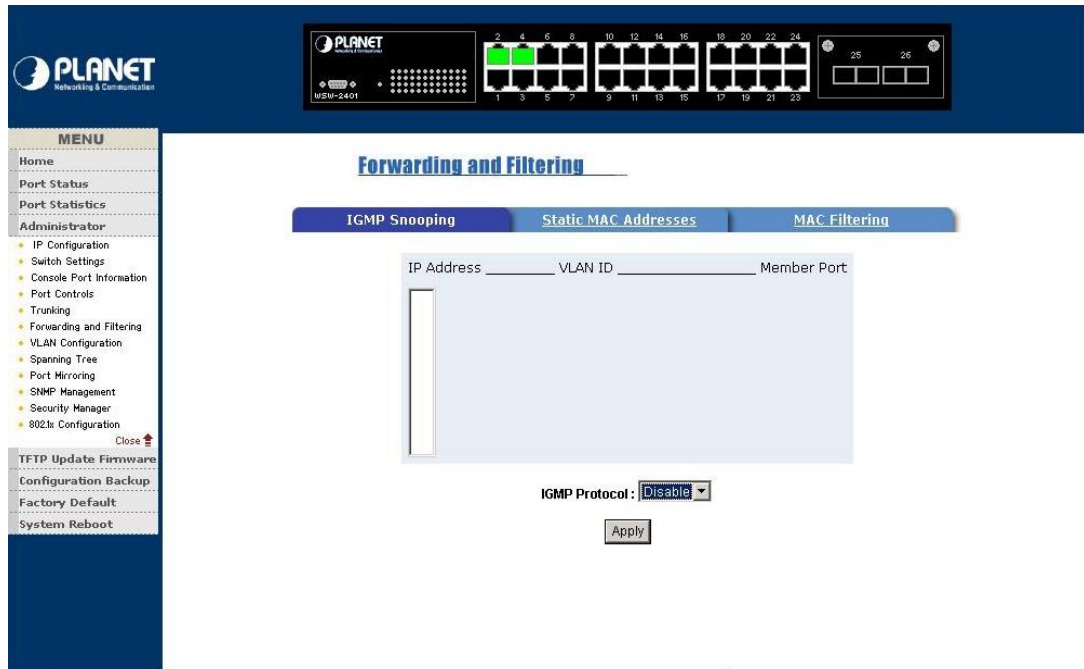 PLANET
Networking & Communication
PLANET
Networking & Communication
WSW-2401
2 4 6 8 10 12 14 16 18 20 22 24
1 3 5 7 9 11 13 15 17 19 21 23
25 26
MENU
Home
Port Status
Port Statistics
Administrator
IP Configuration
Switch Settings
Console Port Information
Port Controls
Trunking
Forwarding and Filtering
VLAN Configuration
Spanning Tree
Port Mirroring
SNMP Management
Security Manager
802.1x Configuration
Close
TFTP Update Firmware
Configuration Backup
Factory Default
System Reboot
Forwarding and Filtering
IGMP Snooping Static MAC Addresses MAC Filtering
IP Address _________ VLAN ID _________________ Member Port
IGMP Protocol : Disable
Apply